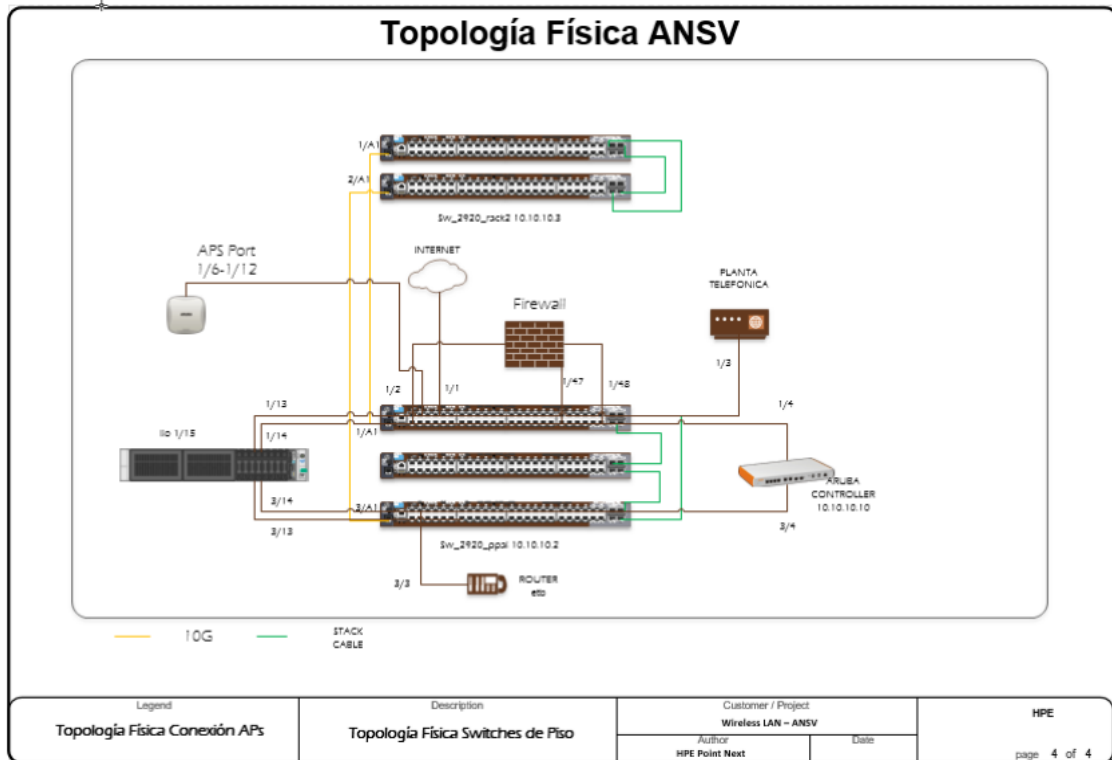 Topología Física ANSV
1/A1
2/A1
Sw_2920_rack2 10.10.10.3
APS Port
1/6-1/12
INTERNET
Firewall
PLANTA
TELEFONICA
1/3
1/2
1/1
1/47
1/48
1/13
1/4
1/14
1/A1
ilo 1/15
ARUBA
CONTROLLER
10.10.10.10
3/14
3/A1
3/4
3/13
Sw_2920_ppal 10.10.10.2
3/3
ROUTER
etb
10G
STACK
CABLE
Legend
Topología Física Conexión APs
Description
Topología Física Switches de Piso
Customer / Project
Wireless LAN – ANSV
Author
HPE Point Next
Date
HPE
page 4 of 4